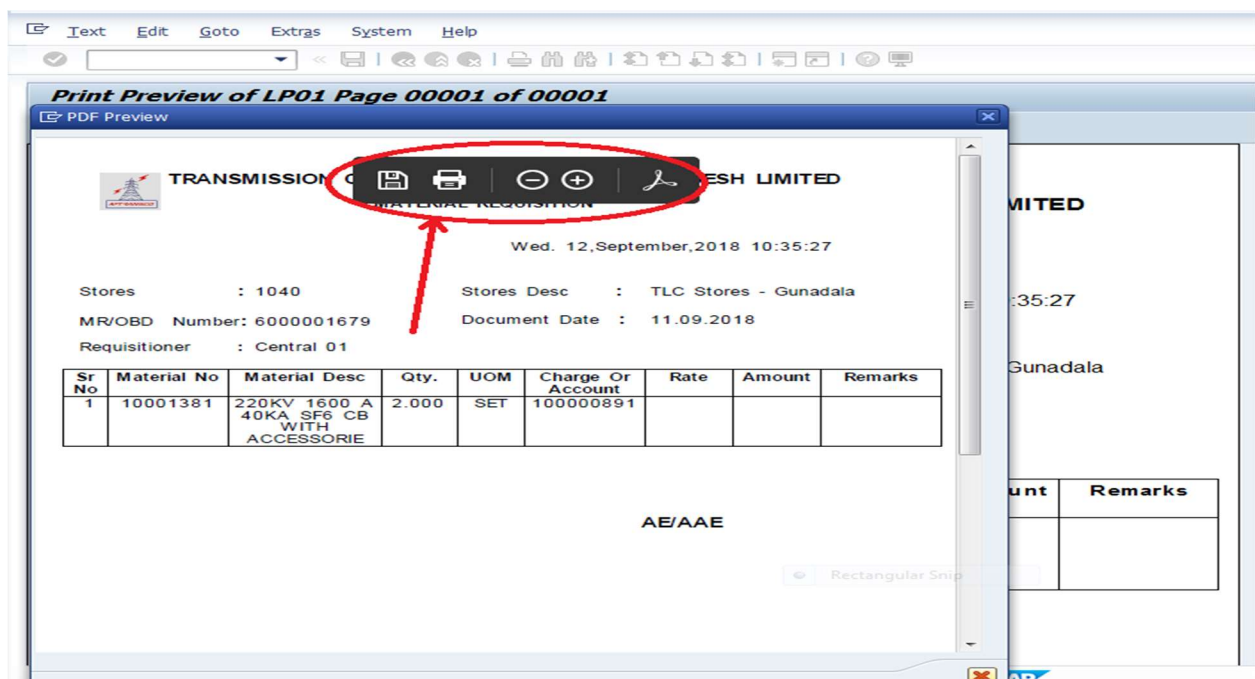 Text Edit Goto Extras System Help
Print Preview of LP01 Page 00001 of 00001
PDF Preview
TRANSMISSION ESH LIMITED
MATERIAL REQUISITION
Wed. 12,September,2018 10:35:27
Stores : 1040 Stores Desc : TLC Stores - Gunadala
MR/OBD Number: 6000001679 Document Date : 11.09.2018
Requisitioner : Central 01
Sr No Material No Material Desc Qty. UOM Charge Or Account Rate Amount Remarks
1 10001381 220KV 1600 A 2.000 SET 100000891
40KA SF6 CB
WITH
ACCESSORIE
AE/AAE
Rectangular Snip
MITED
:35:27
Gunadala
unt Remarks